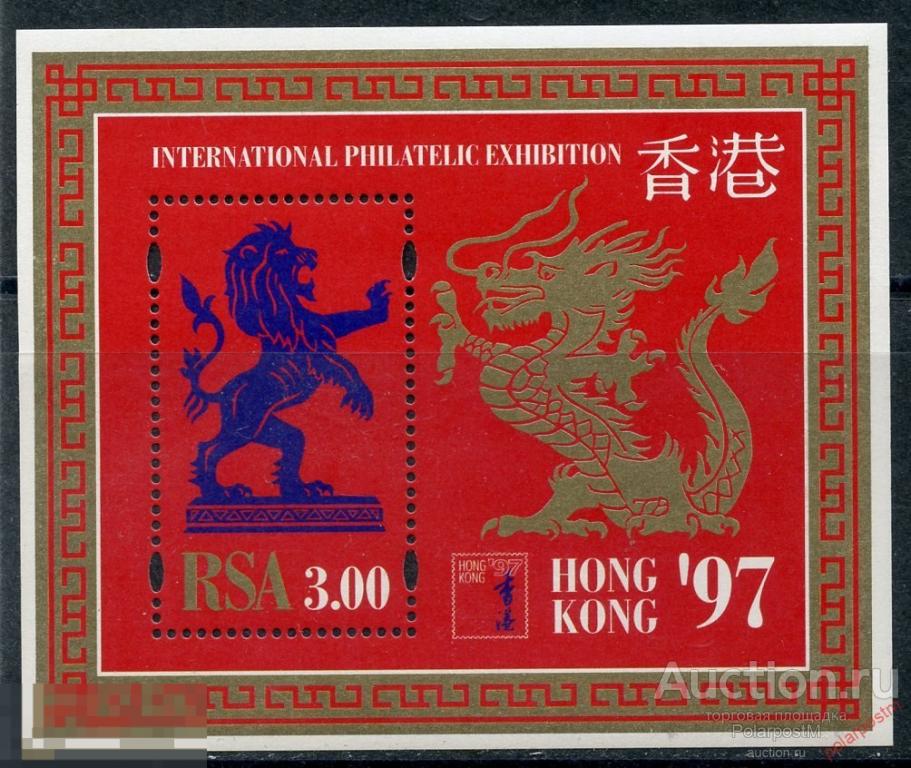 INTERNATIONAL PHILATELIC EXHIBITION 香港
RSA 3.00
HONG KONG '97
香港
HONG KONG '97
Auction.ru
торговая площадка
PolarpostM
auction.ru
polarpostm